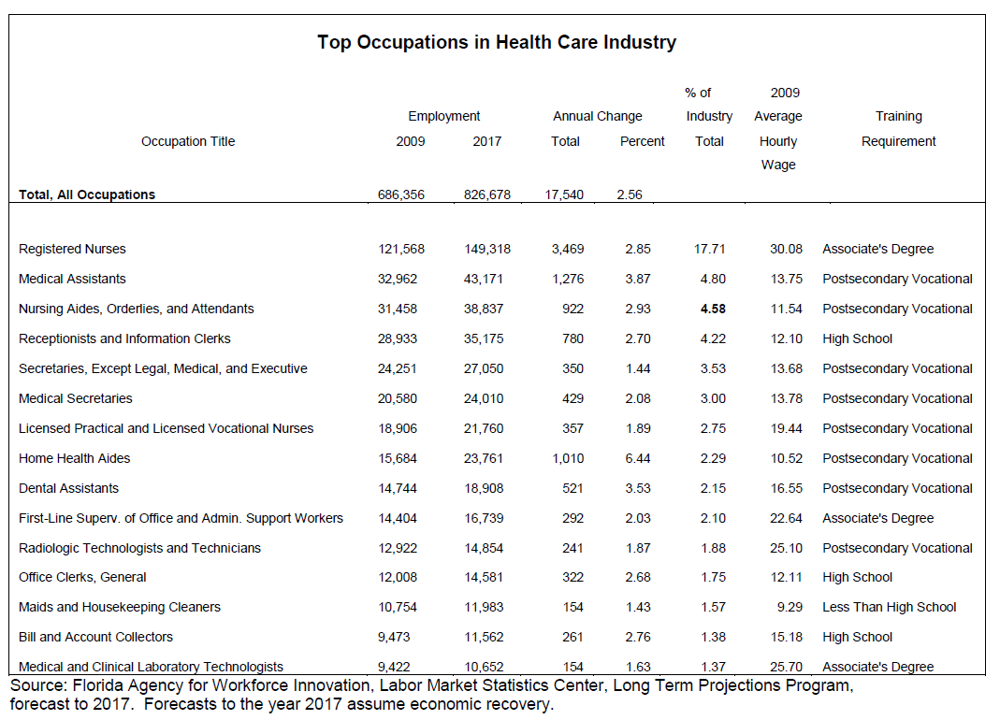 Top Occupations in Health Care Industry
% of 2009
Employment Annual Change Industry Average Training
Occupation Title 2009 2017 Total Percent Total Hourly Requirement
Wage
Total, All Occupations 686,356 826,678 17,540 2.56
Registered Nurses 121,568 149,318 3,469 2.85 17.71 30.08 Associate's Degree
Medical Assistants 32,962 43,171 1,276 3.87 4.80 13.75 Postsecondary Vocational
Nursing Aides, Orderlies, and Attendants 31,458 38,837 922 2.93 4.58 11.54 Postsecondary Vocational
Receptionists and Information Clerks 28,933 35,175 780 2.70 4.22 12.10 High School
Secretaries, Except Legal, Medical, and Executive 24,251 27,050 350 1.44 3.53 13.68 Postsecondary Vocational
Medical Secretaries 20,580 24,010 429 2.08 3.00 13.78 Postsecondary Vocational
Licensed Practical and Licensed Vocational Nurses 18,906 21,760 357 1.89 2.75 19.44 Postsecondary Vocational
Home Health Aides 15,684 23,761 1,010 6.44 2.29 10.52 Postsecondary Vocational
Dental Assistants 14,744 18,908 521 3.53 2.15 16.55 Postsecondary Vocational
First-Line Superv. of Office and Admin. Support Workers 14,404 16,739 292 2.03 2.10 22.64 Associate's Degree
Radiologic Technologists and Technicians 12,922 14,854 241 1.87 1.88 25.10 Postsecondary Vocational
Office Clerks, General 12,008 14,581 322 2.68 1.75 12.11 High School
Maids and Housekeeping Cleaners 10,754 11,983 154 1.43 1.57 9.29 Less Than High School
Bill and Account Collectors 9,473 11,562 261 2.76 1.38 15.18 High School
Medical and Clinical Laboratory Technologists 9,422 10,652 154 1.63 1.37 25.70 Associate's Degree
Source: Florida Agency for Workforce Innovation, Labor Market Statistics Center, Long Term Projections Program,
forecast to 2017. Forecasts to the year 2017 assume economic recovery.